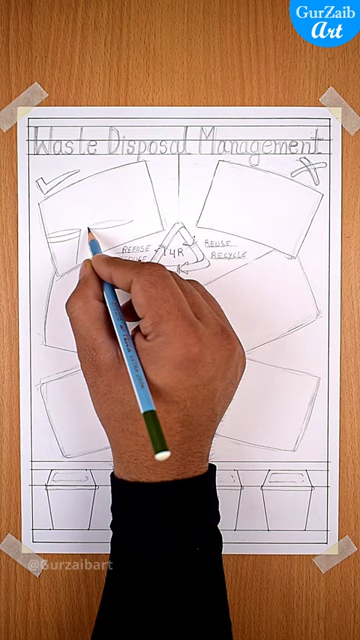 GurZaib
Art
Waste Disposal Management
REFUSE
REUSE
4R
RECYCLE
@Gurzaibart